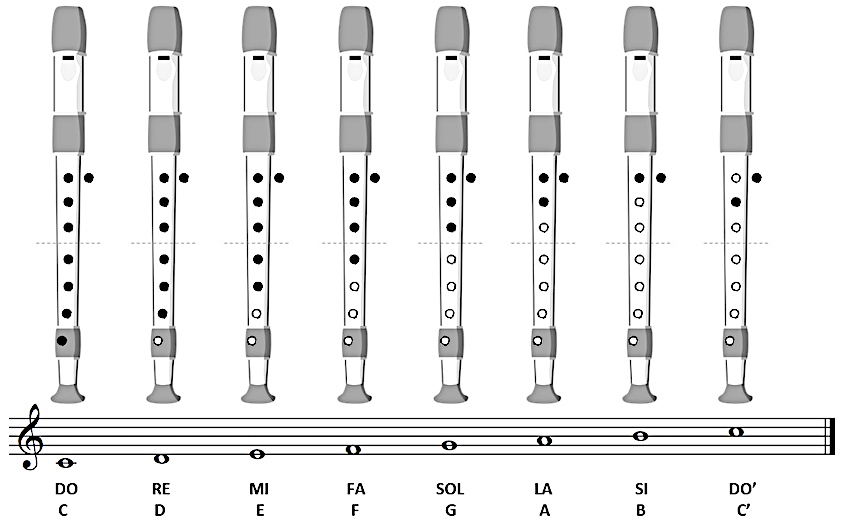 DO RE MI FA SOL LA SI DO’
C D E F G A B C’